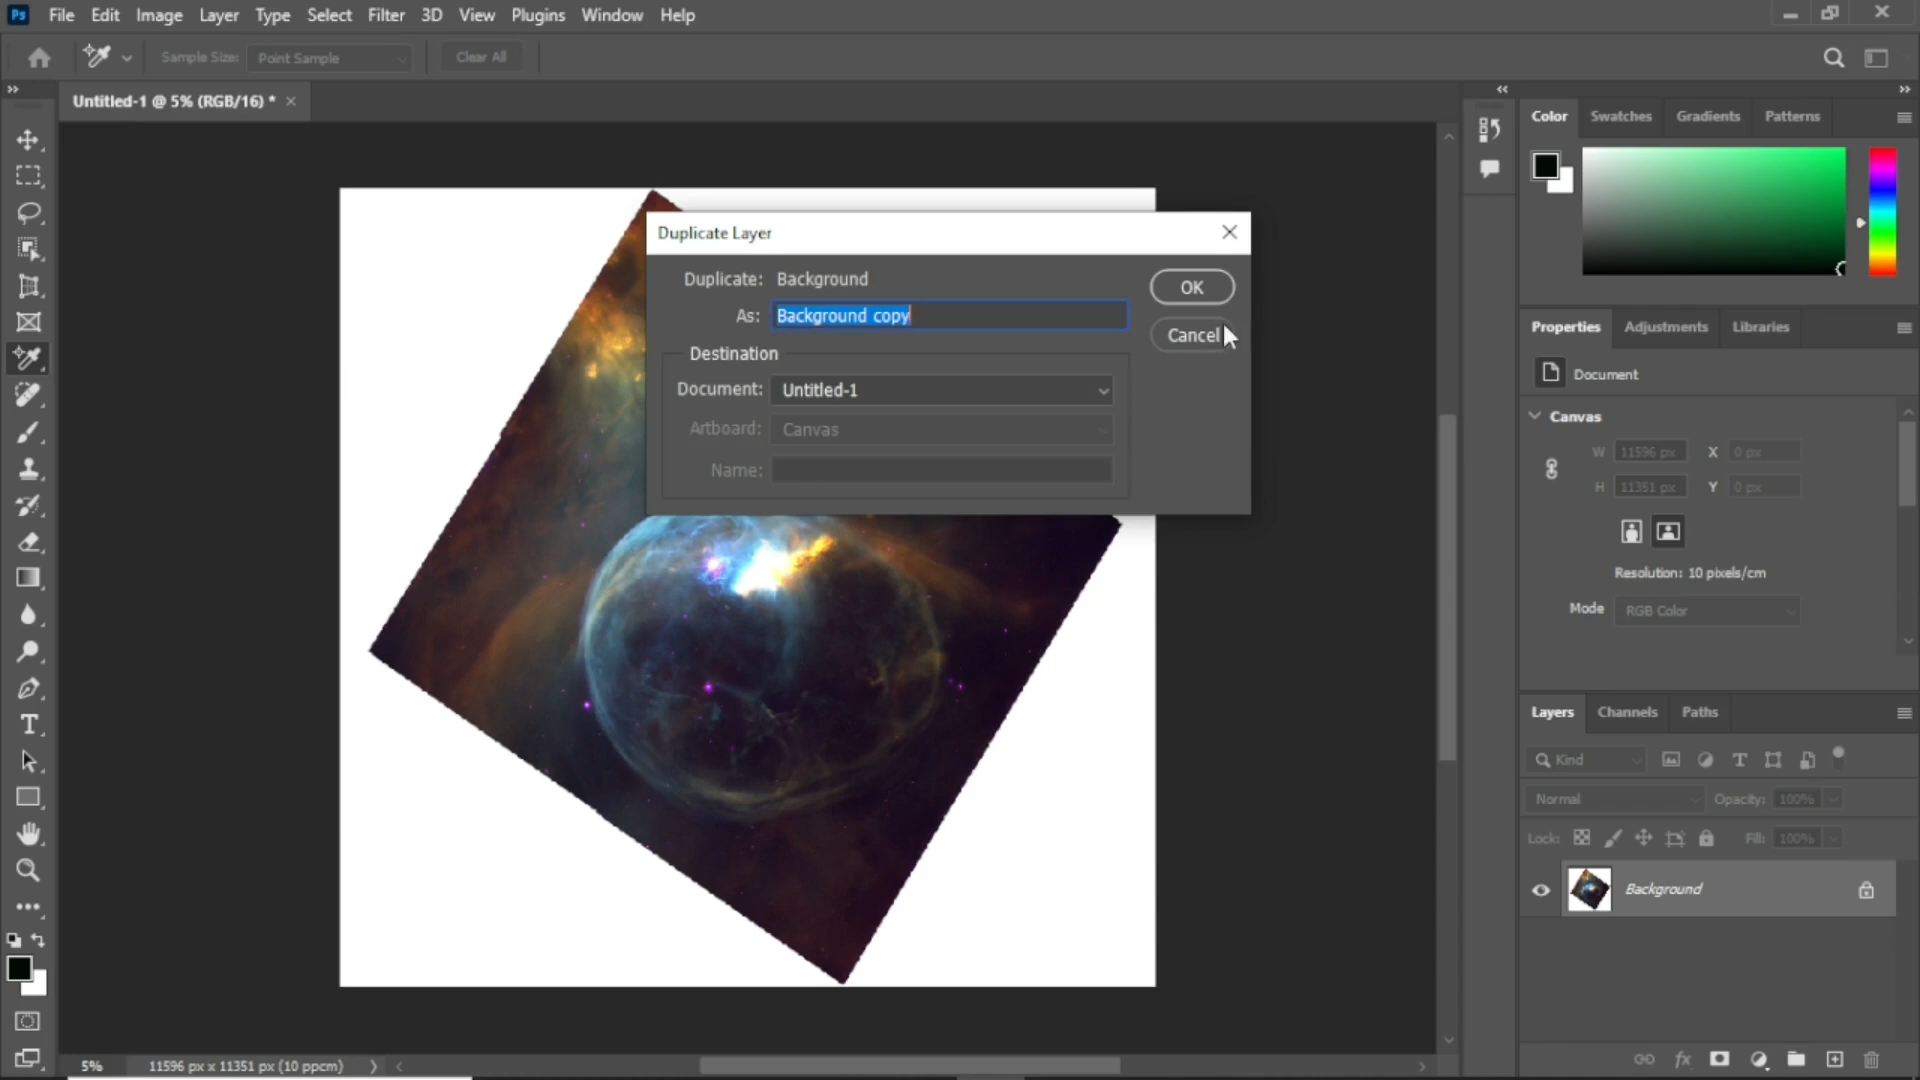 Ps File Edit Image Layer Type Select Filter 3D View Plugins Window Help
Sample Size: Point Sample Clear All
Untitled-1 @ 5% (RGB/16) *
Duplicate Layer
Duplicate: Background
As: Background copy
OK
Cancel
Destination
Document: Untitled-1
Artboard: Canvas
Name:
Color Swatches Gradients Patterns
Properties Adjustments Libraries
Document
Canvas
W 11596 px X 0 px
H 11351 px Y 0 px
Resolution: 10 pixels/cm
Mode RGB Color
Layers Channels Paths
Kind
Normal Opacity: 100%
Lock: Fill: 100%
Background
fx
5% 11596 px x 11351 px (10 ppcm)